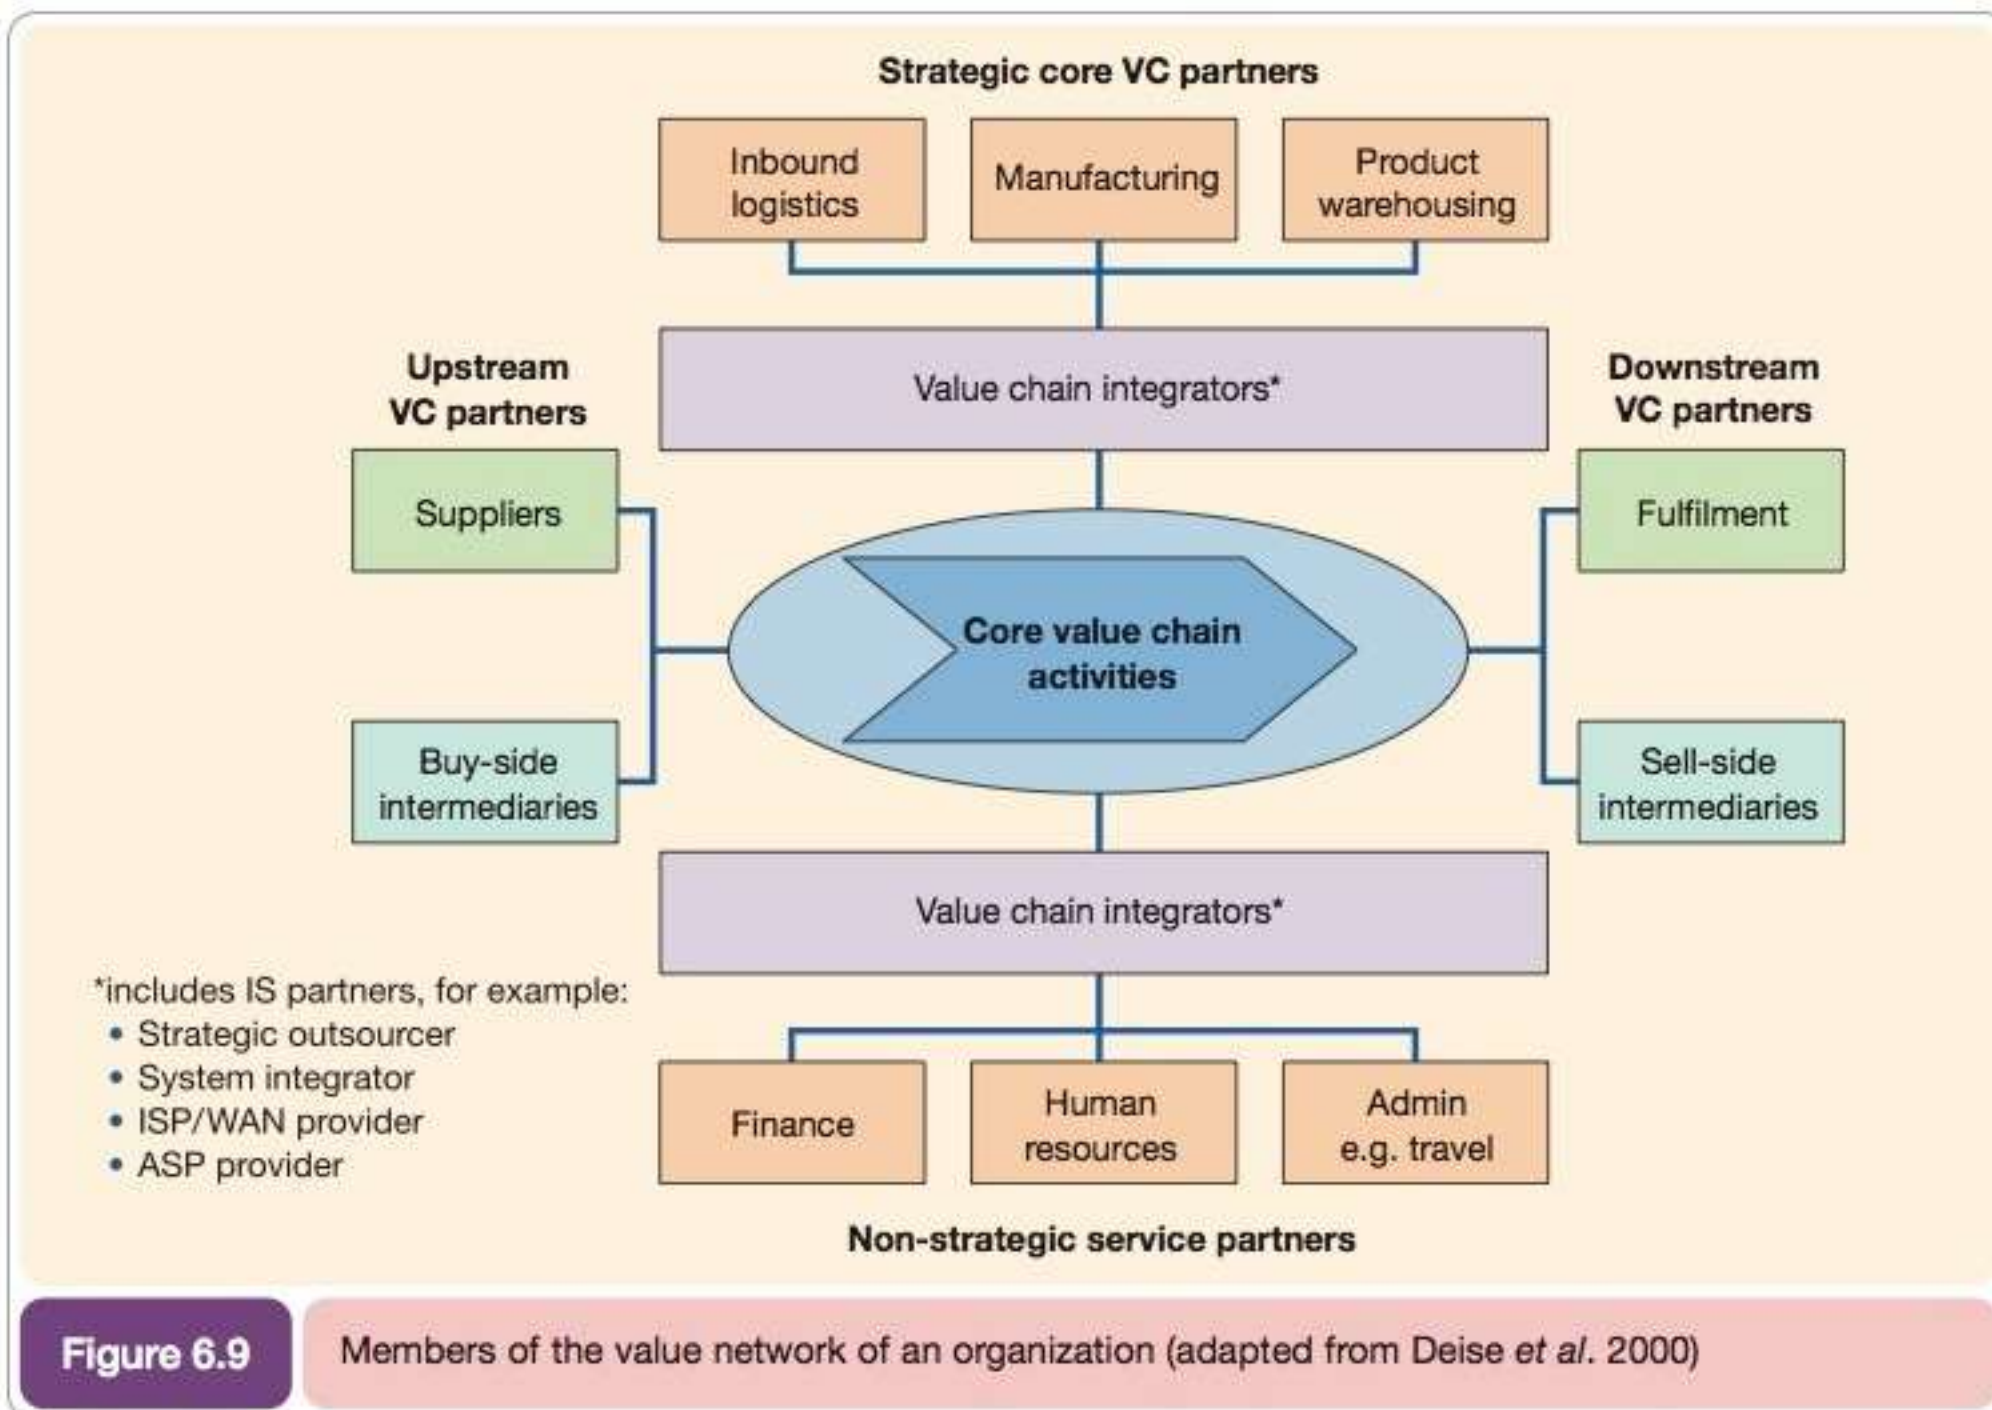 Strategic core VC partners
Inbound
logistics
Manufacturing
Product
warehousing
Upstream
VC partners
Value chain integrators*
Downstream
VC partners
Suppliers
Fulfilment
Core value chain
activities
Buy-side
intermediaries
Sell-side
intermediaries
Value chain integrators*
*includes IS partners, for example:
• Strategic outsourcer
• System integrator
• ISP/WAN provider
• ASP provider
Finance
Human
resources
Admin
e.g. travel
Non-strategic service partners
Figure 6.9
Members of the value network of an organization (adapted from Deise et al. 2000)